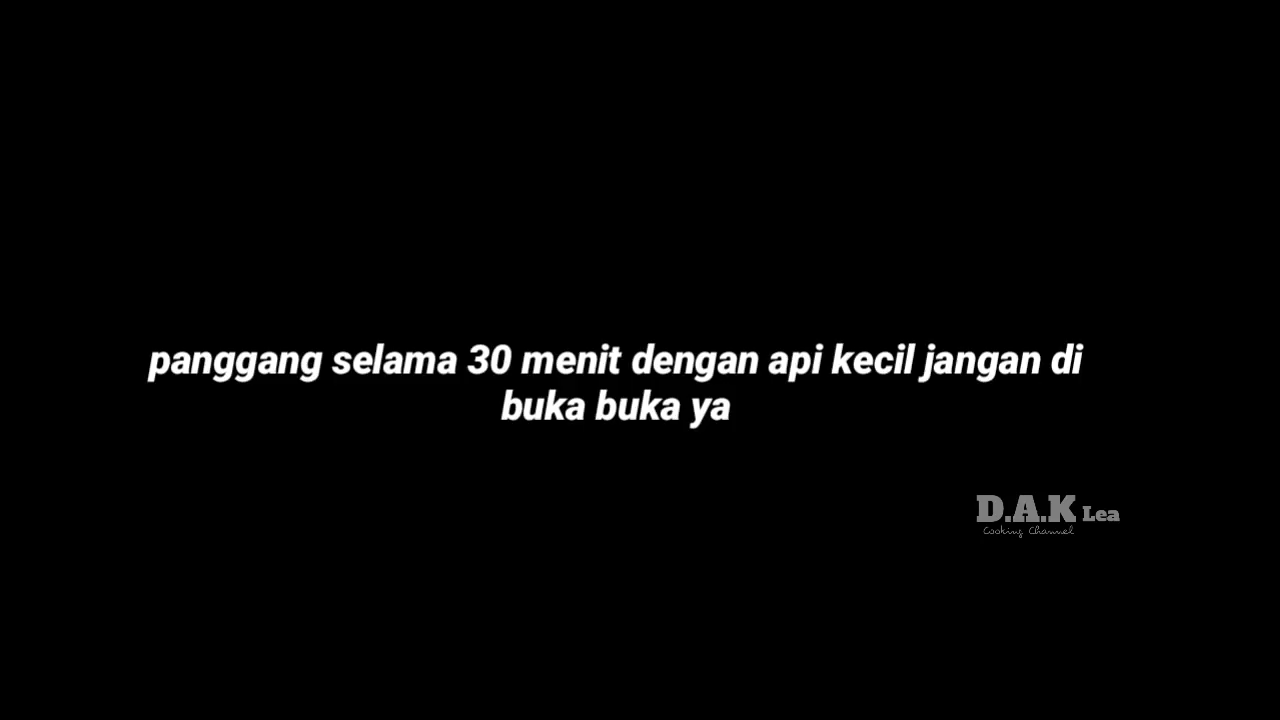 panggang selama 30 menit dengan api kecil jangan di
buka buka ya
D.A.K Lea
Cooking Channel